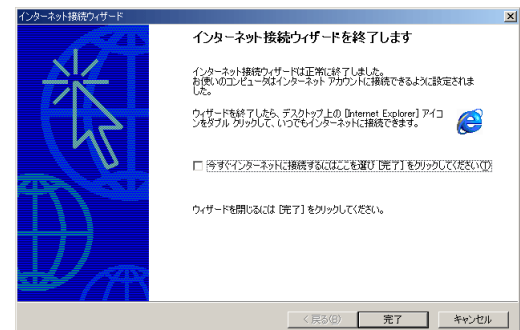 インターネット接続ウィザード
インターネット接続ウィザードを終了します
インターネット接続ウィザードは正常に終了しました。
お使いのコンピュータはインターネット アカウントに接続できるように設定されま
した。
ウィザードを終了したら、デスクトップ上の [Internet Explorer] アイコ
ンをダブル クリックして、いつでもインターネットに接続できます。
今すぐインターネットに接続するにはここを選び [完了] をクリックしてください(T)
ウィザードを閉じるには [完了] をクリックしてください。
< 戻る(B)
完了
キャンセル